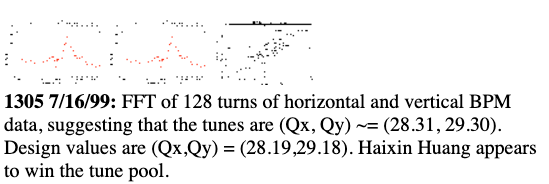 1305 7/16/99: FFT of 128 turns of horizontal and vertical BPM
data, suggesting that the tunes are (Qx, Qy) ~= (28.31, 29.30).
Design values are (Qx,Qy) = (28.19,29.18). Haixin Huang appears
to win the tune pool.